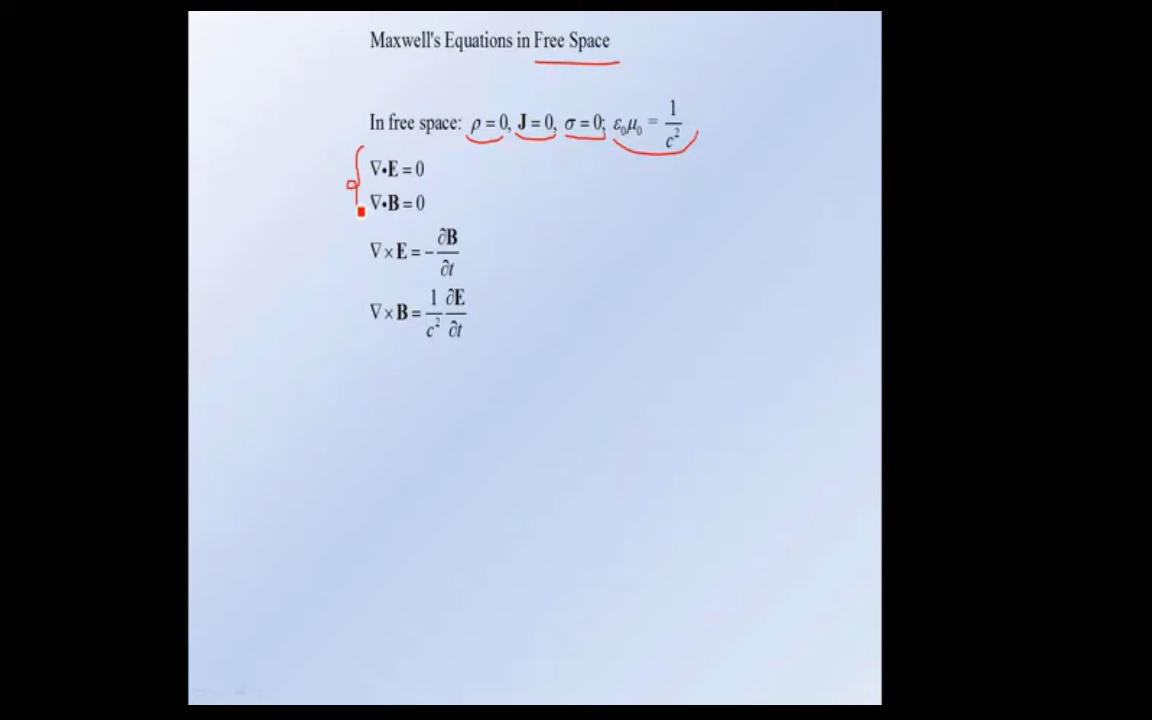 Maxwell's Equations in Free Space
In free space: ρ = 0, J = 0, σ = 0; ε₀μ₀ = 1/c²
∇•E = 0
∇•B = 0
∇×E = -∂B/∂t
∇×B = 1/c² ∂E/∂t